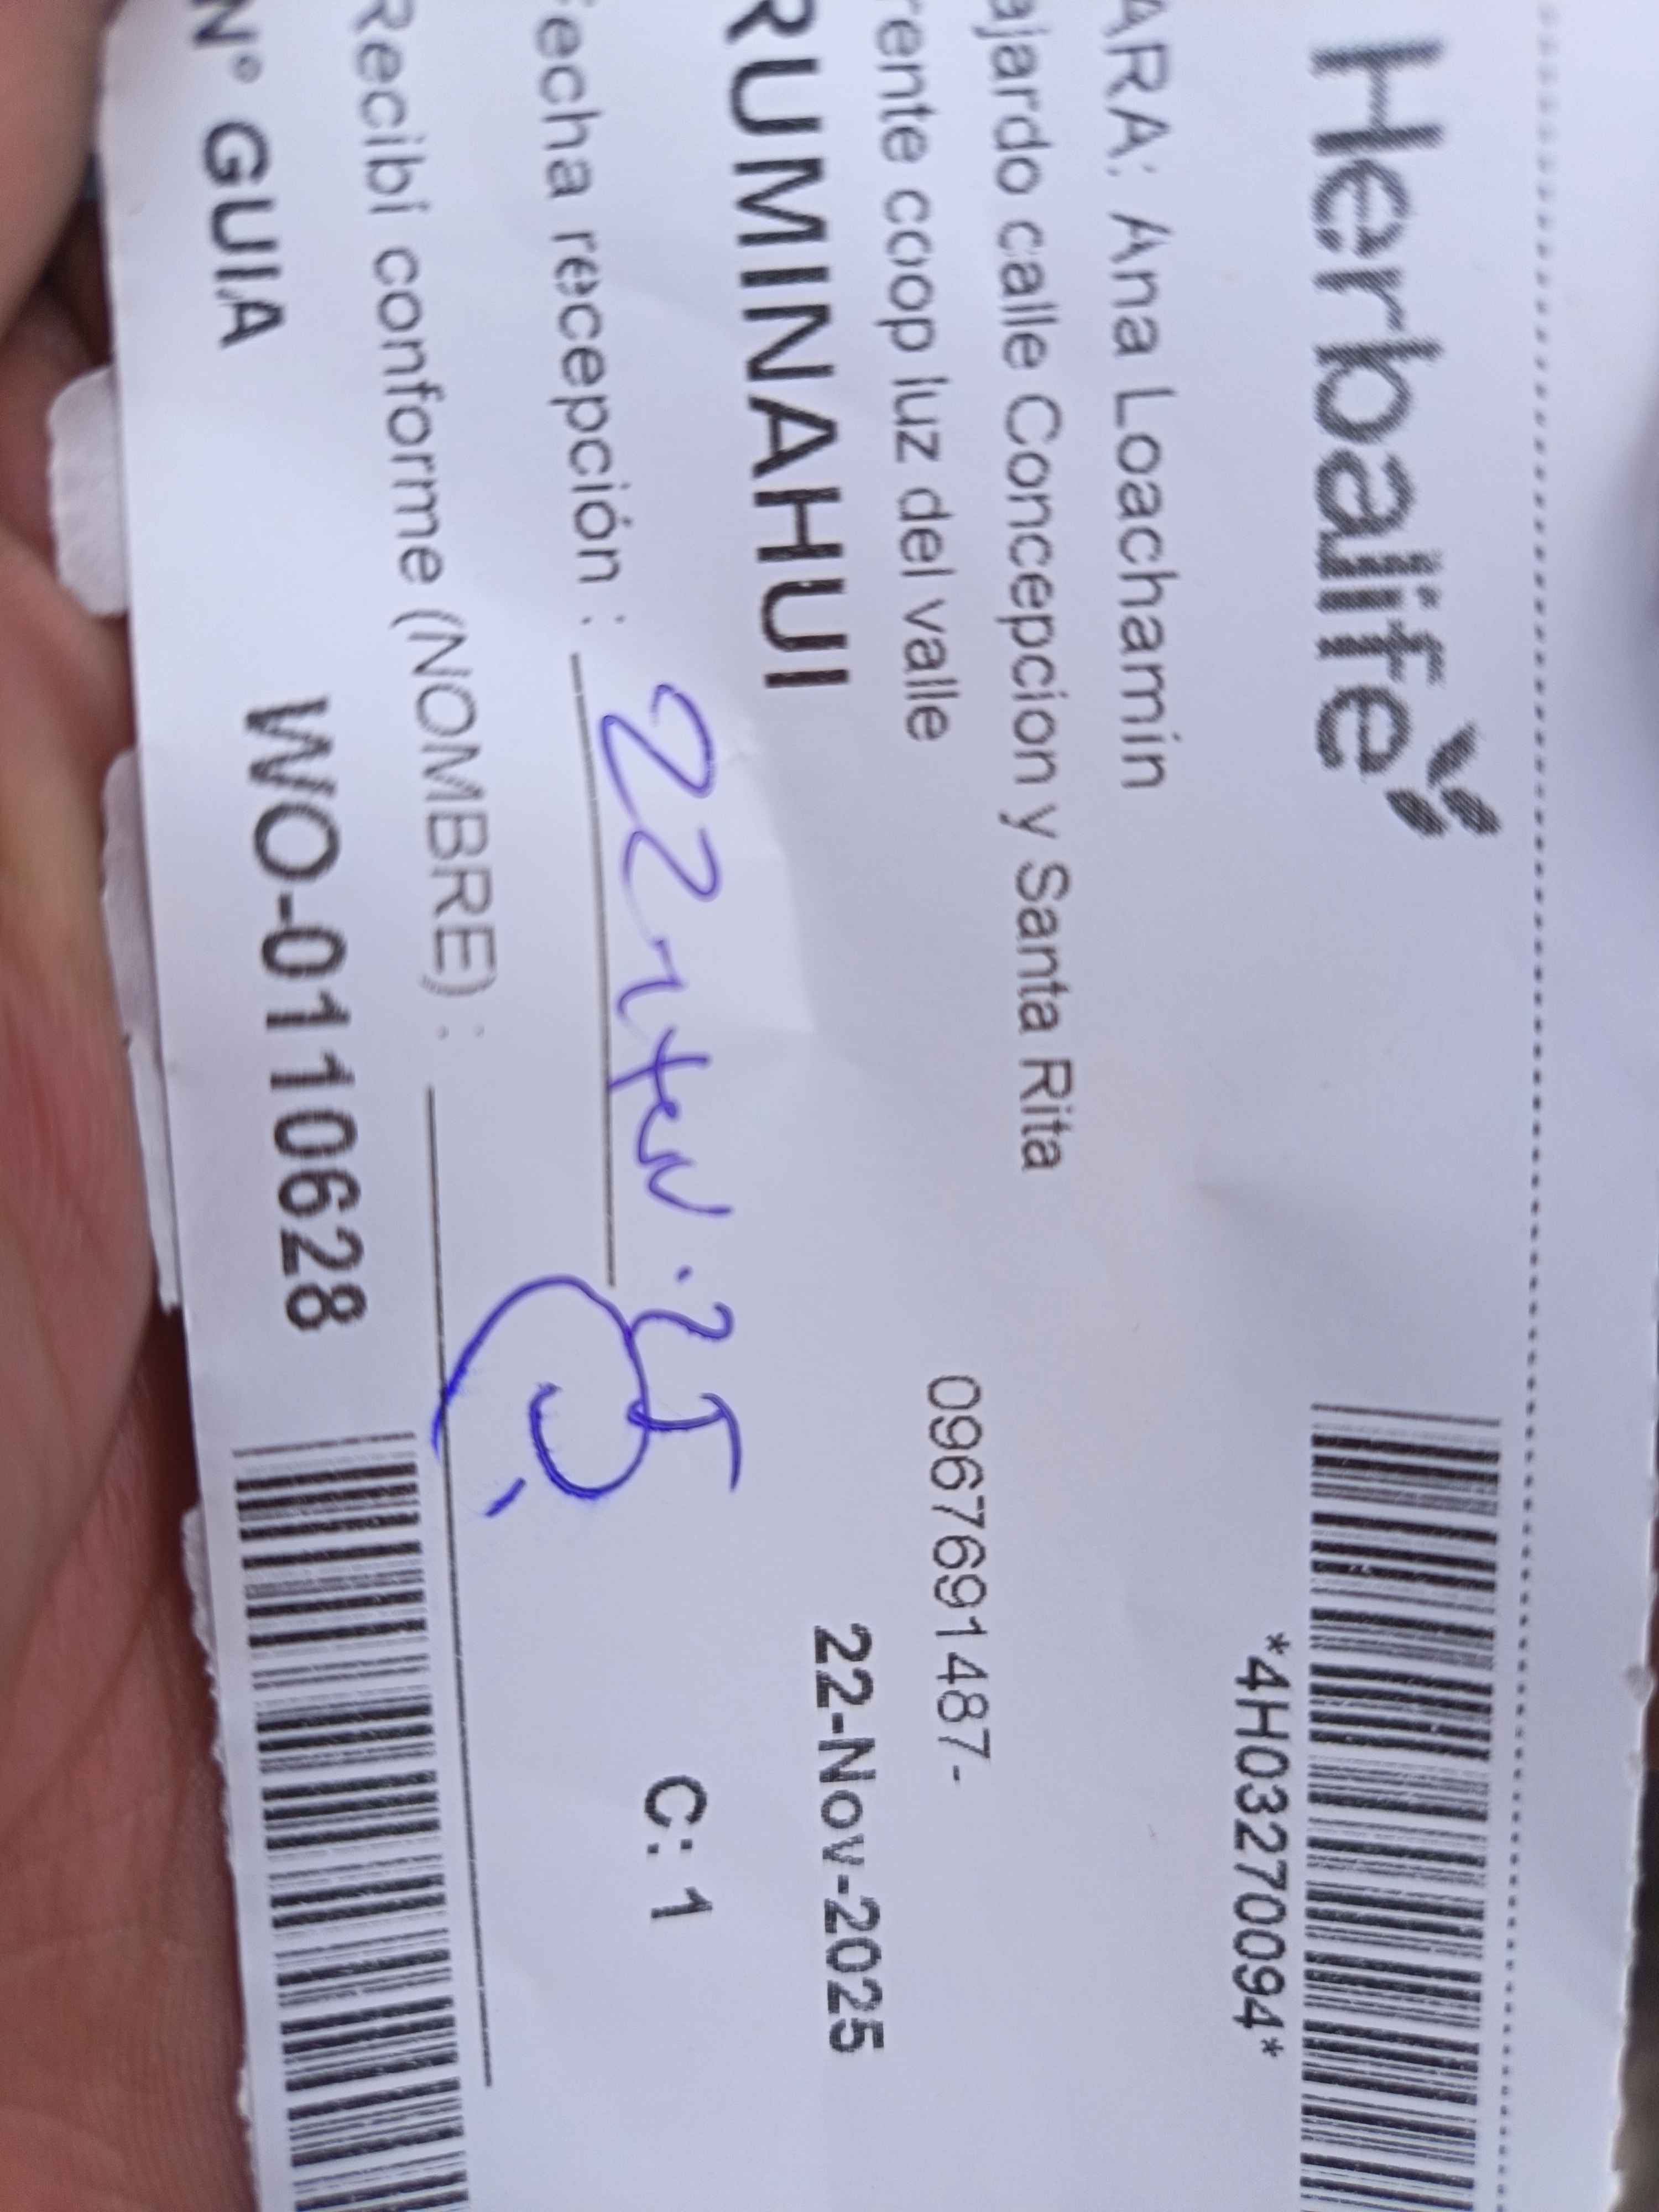 Herbalife
*4H03270094*
ARA: Ana Loachamin
ajardo calle Concepcion y Santa Rita
rente coop luz del valle
0967691487-
RUMINAHUI
22-Nov-2025
echa recepción :
C: 1
Recibí conforme (NOMBRE) :
N° GUIA WO-0110628